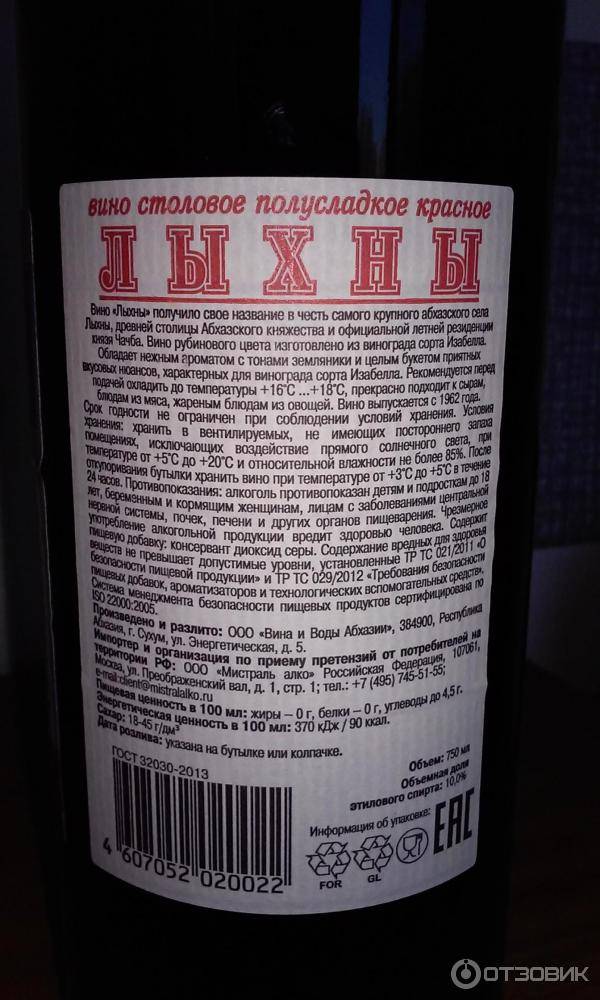 вино столовое полусладкое красное
ЛЫХНЫ
Вино «Лыхны» получило свое название в честь самого крупного абхазского села
Лыхны, древней столицы Абхазского княжества и официальной летней резиденции
князя Чачба. Вино рубинового цвета изготовлено из винограда сорта Изабелла.
Обладает нежным ароматом с тонами земляники и целым букетом приятных
вкусовых нюансов, характерных для винограда сорта Изабелла. Рекомендуется перед
подачей охладить до температуры +16°С ...+18°С, прекрасно подходит к сырам,
блюдам из мяса, жареным блюдам из овощей. Вино выпускается с 1962 года.
Срок годности не ограничен при соблюдении условий хранения. Условия
хранения: хранить в вентилируемых, не имеющих постороннего запаха
помещениях, исключающих воздействие прямого солнечного света, при
температуре от +5°С до +20°С и относительной влажности не более 85%. После
откупоривания бутылки хранить вино при температуре от +3°С до +5°С в течение
24 часов. Противопоказания: алкоголь противопоказан детям и подросткам до 18
лет, беременным и кормящим женщинам, лицам с заболеваниями центральной
нервной системы, почек, печени и других органов пищеварения. Чрезмерное
употребление алкогольной продукции вредит здоровью человека. Содержит
пищевую добавку: консервант диоксид серы. Содержание вредных для здоровья
веществ не превышает допустимые уровни, установленные ТР ТС 021/2011 «О
безопасности пищевой продукции» и ТР ТС 029/2012 «Требования безопасности
пищевых добавок, ароматизаторов и технологических вспомогательных средств».
Система менеджмента безопасности пищевых продуктов сертифицирована по
ISO 22000:2005.
Произведено и разлито: ООО «Вина и Воды Абхазии», 384900, Республика
Абхазия, г. Сухум, ул. Энергетическая, д. 5.
Импортер и организация по приему претензий от потребителей на
территории РФ: ООО «Мистраль алко» Российская Федерация, 107061,
Москва, ул. Преображенский вал, д. 1, стр. 1; тел.: +7 (495) 745-51-55;
e-mail:client@mistralalko.ru
Пищевая ценность в 100 мл: жиры – 0 г, белки – 0 г, углеводы до 4,5 г.
Энергетическая ценность в 100 мл: 370 кДж / 90 ккал.
Сахар: 18-45 г/дм³
Дата розлива: указана на бутылке или колпачке.
ГОСТ 32030-2013
Объем: 750 мл
Объемная доля
этилового спирта: 10,0%
Информация об упаковке:
EAC
FOR
GL
4 607052 020022
ОТЗОВИК